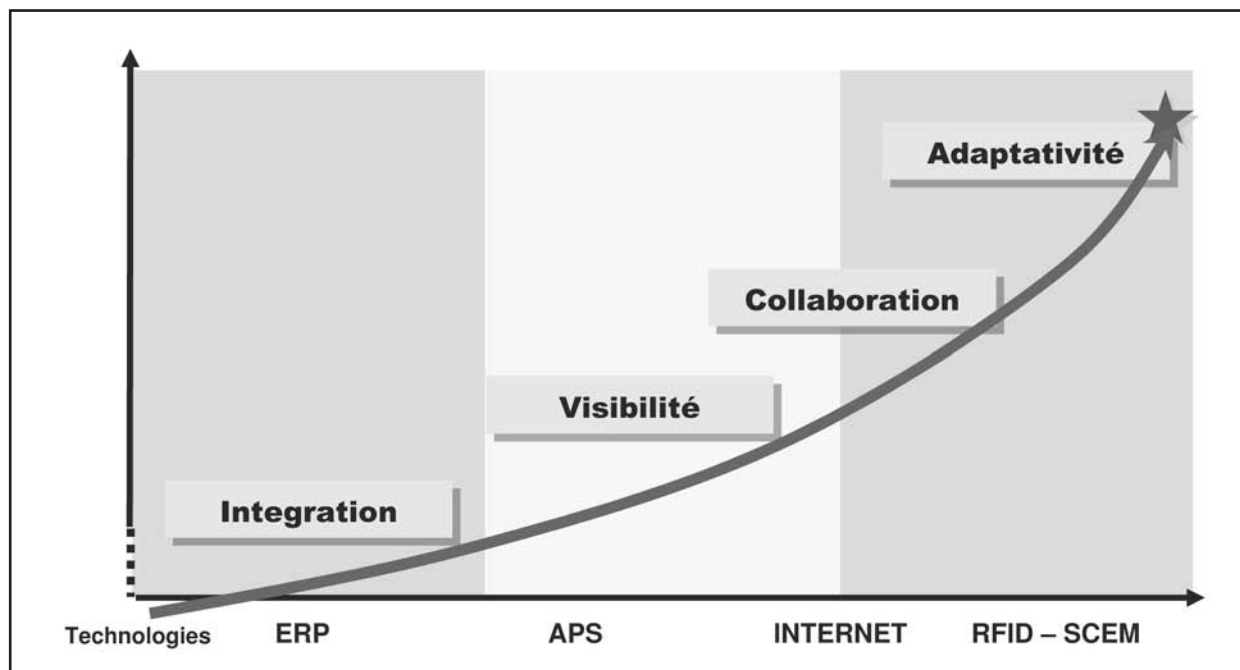 Adaptativité
Collaboration
Visibilité
Integration
Technologies ERP APS INTERNET RFID – SCEM